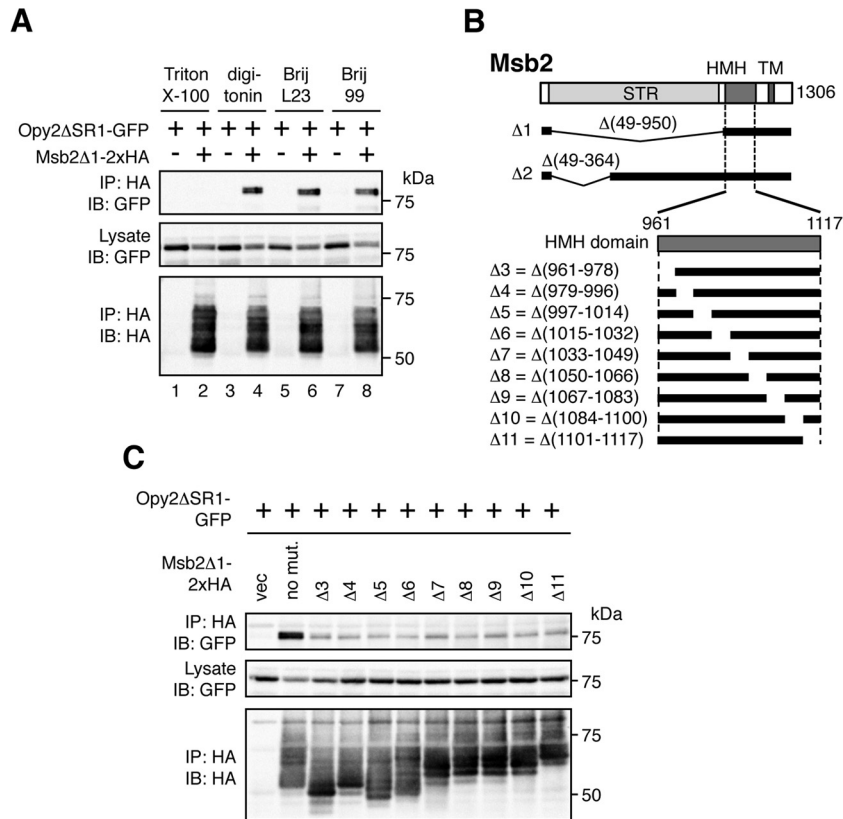 A
Triton X-100 digi-tonin Brij L23 Brij 99
Opy2ΔSR1-GFP + + + + + + + +
Msb2Δ1-2xHA - + - + - + - +
IP: HA
IB: GFP
kDa
75
Lysate
IB: GFP
75
IP: HA
IB: HA
75
50
1 2 3 4 5 6 7 8
B
Msb2
HMH TM
STR
1306
Δ1 Δ(49-950)
Δ2 Δ(49-364)
961 1117
HMH domain
Δ3 = Δ(961-978)
Δ4 = Δ(979-996)
Δ5 = Δ(997-1014)
Δ6 = Δ(1015-1032)
Δ7 = Δ(1033-1049)
Δ8 = Δ(1050-1066)
Δ9 = Δ(1067-1083)
Δ10 = Δ(1084-1100)
Δ11 = Δ(1101-1117)
C
Opy2ΔSR1-
GFP
+ + + + + + + + + + +
Msb2Δ1-
2xHA
vec no mut. Δ3 Δ4 Δ5 Δ6 Δ7 Δ8 Δ9 Δ10 Δ11
IP: HA
IB: GFP
kDa
75
Lysate
IB: GFP
75
IP: HA
IB: HA
75
50